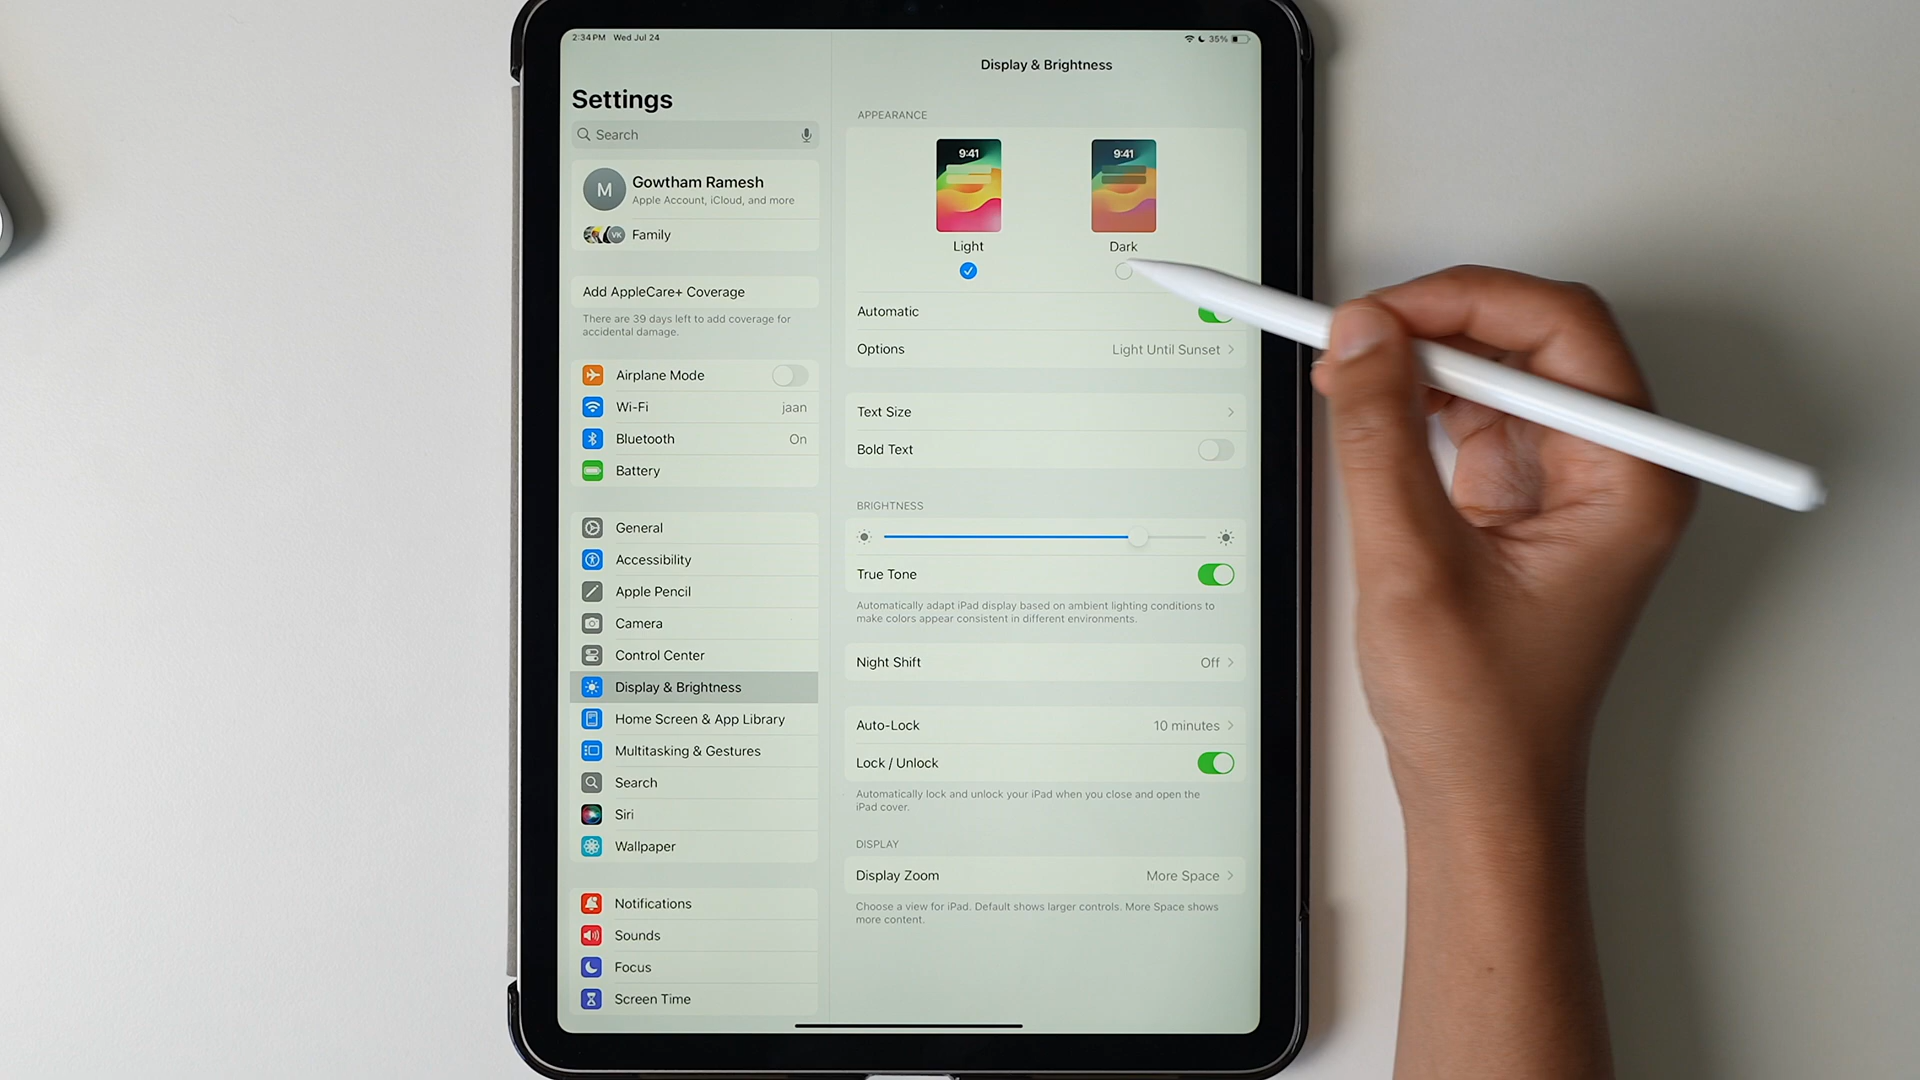 2:34 PM Wed Jul 24
35%
Settings
Search
M
Gowtham Ramesh
Apple Account, iCloud, and more
VK
Family
Add AppleCare+ Coverage
There are 39 days left to add coverage for
accidental damage.
Airplane Mode
Wi-Fi jaan
Bluetooth On
Battery
General
Accessibility
Apple Pencil
Camera
Control Center
Display & Brightness
Home Screen & App Library
Multitasking & Gestures
Search
Siri
Wallpaper
Notifications
Sounds
Focus
Screen Time
Display & Brightness
APPEARANCE
9:41 9:41
Light Dark
Automatic
Options Light Until Sunset
Text Size
Bold Text
BRIGHTNESS
True Tone
Automatically adapt iPad display based on ambient lighting conditions to
make colors appear consistent in different environments.
Night Shift Off
Auto-Lock 10 minutes
Lock / Unlock
Automatically lock and unlock your iPad when you close and open the
iPad cover.
DISPLAY
Display Zoom More Space
Choose a view for iPad. Default shows larger controls. More Space shows
more content.